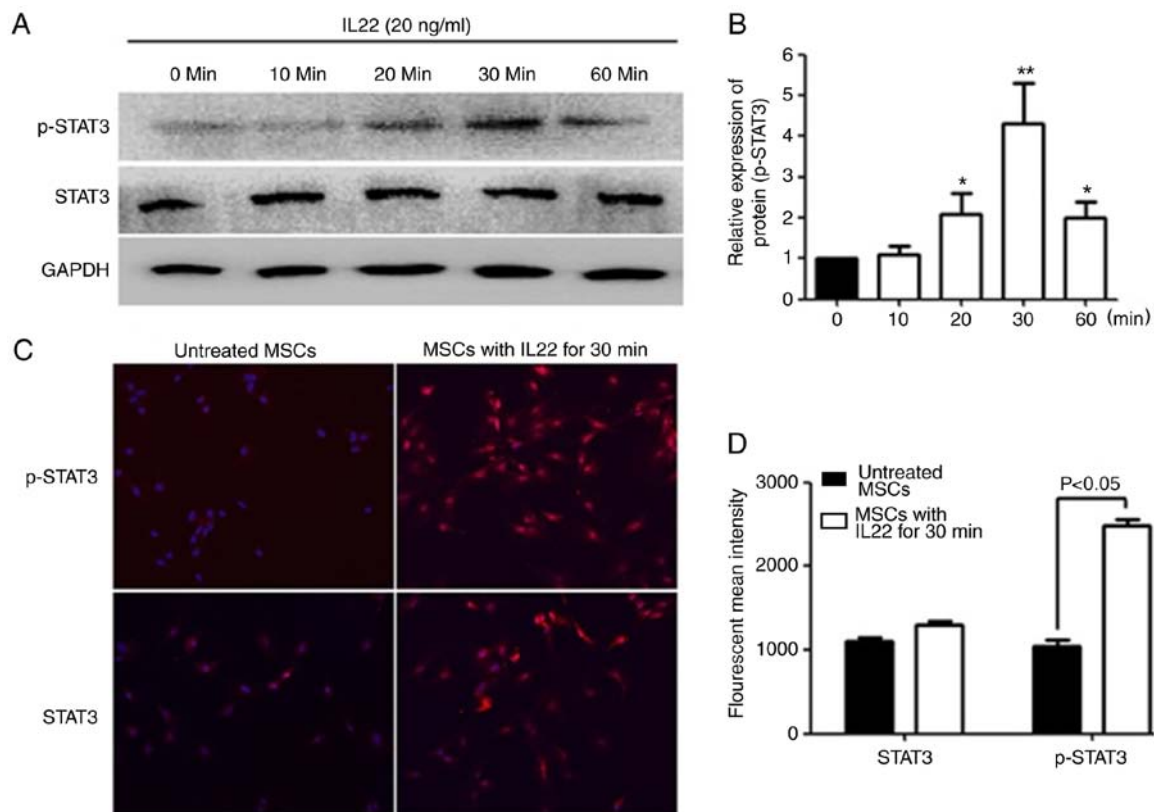 A
IL22 (20 ng/ml)
0 Min 10 Min 20 Min 30 Min 60 Min
p-STAT3
STAT3
GAPDH
B
Relative expression of
protein (p-STAT3)
6
5
4
3
2
1
0
* ** *
0 10 20 30 60 (min)
C
Untreated MSCs MSCs with IL22 for 30 min
p-STAT3
STAT3
D
Flourescent mean intensity
3000
2000
1000
0
Untreated
MSCs
MSCs with
IL22 for 30 min
P<0.05
STAT3 p-STAT3